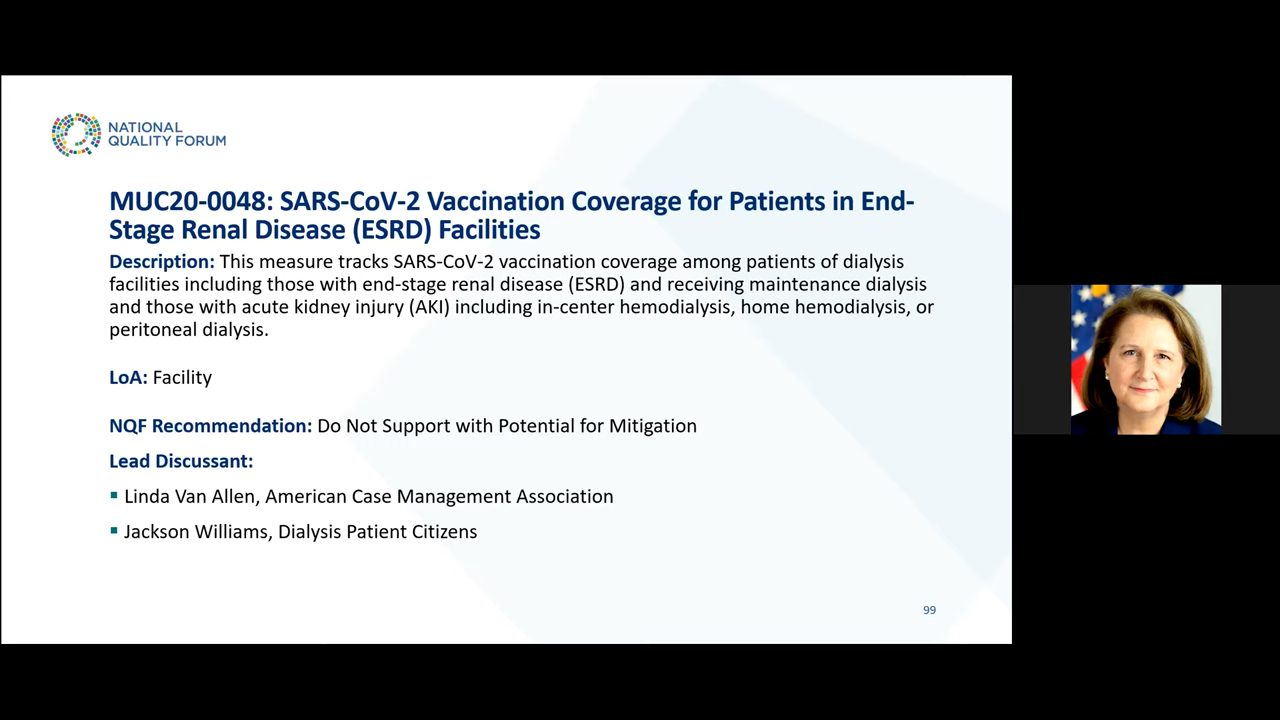 NATIONAL
QUALITY FORUM
MUC20-0048: SARS-CoV-2 Vaccination Coverage for Patients in End-
Stage Renal Disease (ESRD) Facilities
Description: This measure tracks SARS-CoV-2 vaccination coverage among patients of dialysis
facilities including those with end-stage renal disease (ESRD) and receiving maintenance dialysis
and those with acute kidney injury (AKI) including in-center hemodialysis, home hemodialysis, or
peritoneal dialysis.
LoA: Facility
NQF Recommendation: Do Not Support with Potential for Mitigation
Lead Discussant:
▪ Linda Van Allen, American Case Management Association
▪ Jackson Williams, Dialysis Patient Citizens
99